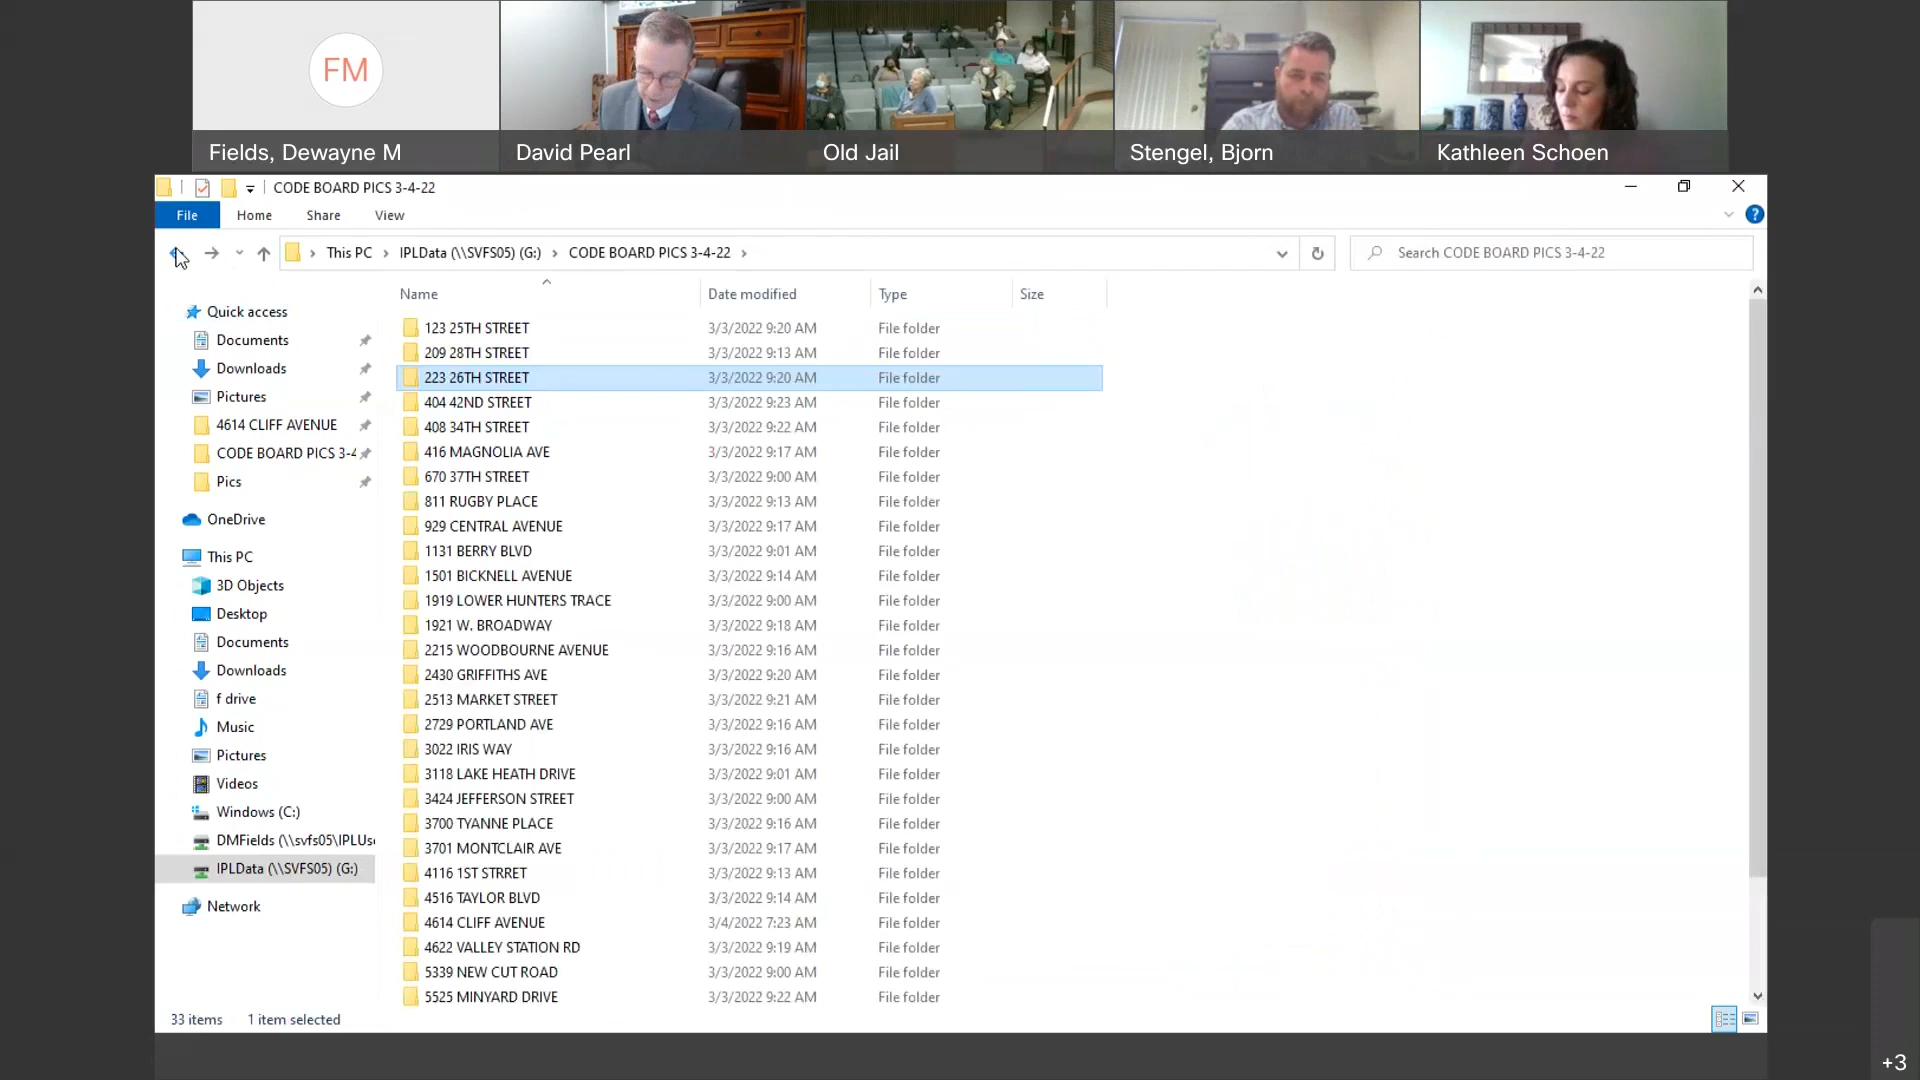 FM
Fields, Dewayne M
David Pearl
Old Jail
Stengel, Bjorn
Kathleen Schoen
CODE BOARD PICS 3-4-22
File Home Share View
This PC IPLData (\\SVFS05) (G:) CODE BOARD PICS 3-4-22
Search CODE BOARD PICS 3-4-22
Quick access
Documents
Downloads
Pictures
4614 CLIFF AVENUE
CODE BOARD PICS 3-4
Pics
OneDrive
This PC
3D Objects
Desktop
Documents
Downloads
f drive
Music
Pictures
Videos
Windows (C:)
DMFields (\\svfs05\IPLUse
IPLData (\\SVFS05) (G:)
Network
Name Date modified Type Size
123 25TH STREET 3/3/2022 9:20 AM File folder
209 28TH STREET 3/3/2022 9:13 AM File folder
223 26TH STREET 3/3/2022 9:20 AM File folder
404 42ND STREET 3/3/2022 9:23 AM File folder
408 34TH STREET 3/3/2022 9:22 AM File folder
416 MAGNOLIA AVE 3/3/2022 9:17 AM File folder
670 37TH STREET 3/3/2022 9:00 AM File folder
811 RUGBY PLACE 3/3/2022 9:13 AM File folder
929 CENTRAL AVENUE 3/3/2022 9:17 AM File folder
1131 BERRY BLVD 3/3/2022 9:01 AM File folder
1501 BICKNELL AVENUE 3/3/2022 9:14 AM File folder
1919 LOWER HUNTERS TRACE 3/3/2022 9:00 AM File folder
1921 W. BROADWAY 3/3/2022 9:18 AM File folder
2215 WOODBOURNE AVENUE 3/3/2022 9:16 AM File folder
2430 GRIFFITHS AVE 3/3/2022 9:20 AM File folder
2513 MARKET STREET 3/3/2022 9:21 AM File folder
2729 PORTLAND AVE 3/3/2022 9:16 AM File folder
3022 IRIS WAY 3/3/2022 9:16 AM File folder
3118 LAKE HEATH DRIVE 3/3/2022 9:01 AM File folder
3424 JEFFERSON STREET 3/3/2022 9:00 AM File folder
3700 TYANNE PLACE 3/3/2022 9:16 AM File folder
3701 MONTCLAIR AVE 3/3/2022 9:17 AM File folder
4116 1ST STRRET 3/3/2022 9:13 AM File folder
4516 TAYLOR BLVD 3/3/2022 9:14 AM File folder
4614 CLIFF AVENUE 3/4/2022 7:23 AM File folder
4622 VALLEY STATION RD 3/3/2022 9:19 AM File folder
5339 NEW CUT ROAD 3/3/2022 9:00 AM File folder
5525 MINYARD DRIVE 3/3/2022 9:22 AM File folder
33 items 1 item selected
+3